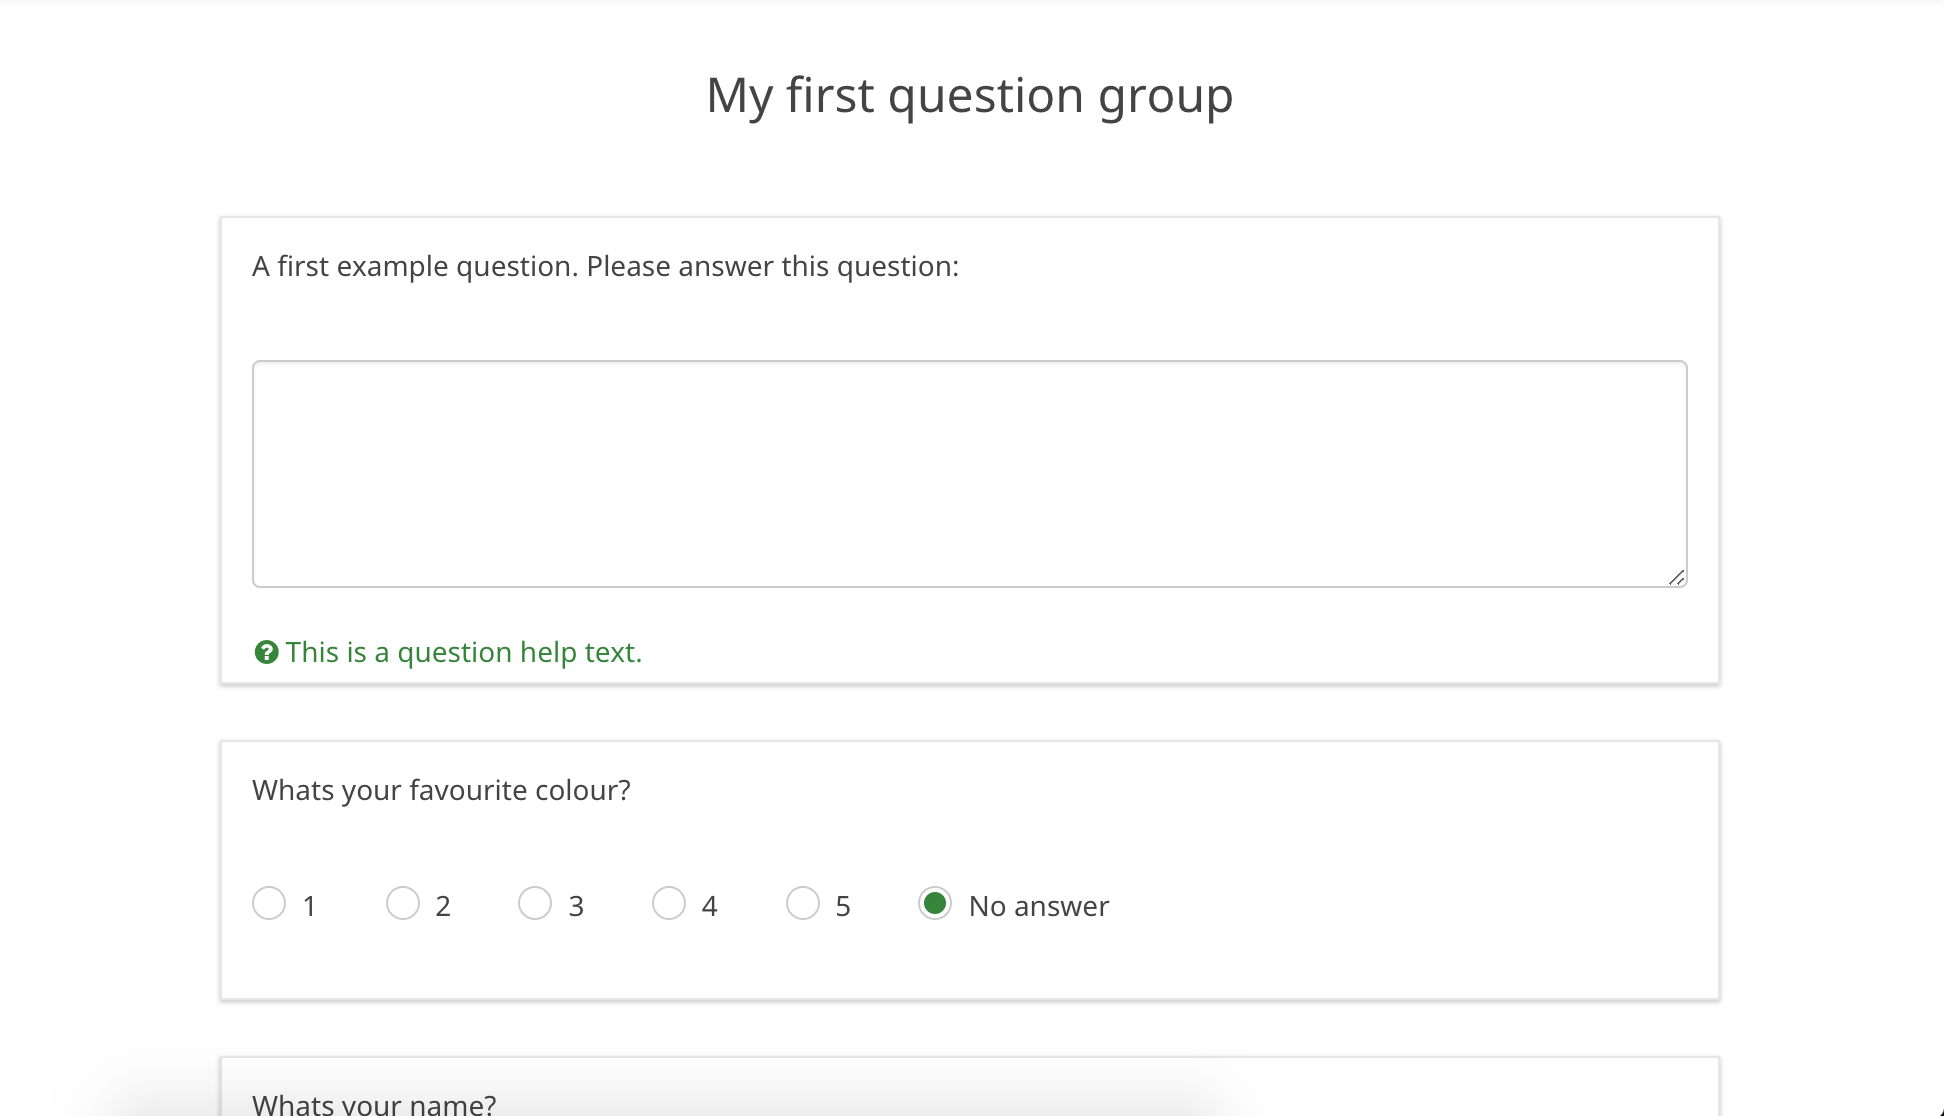 My first question group
A first example question. Please answer this question:
This is a question help text.
Whats your favourite colour?
1 2 3 4 5 No answer
Whats your name?